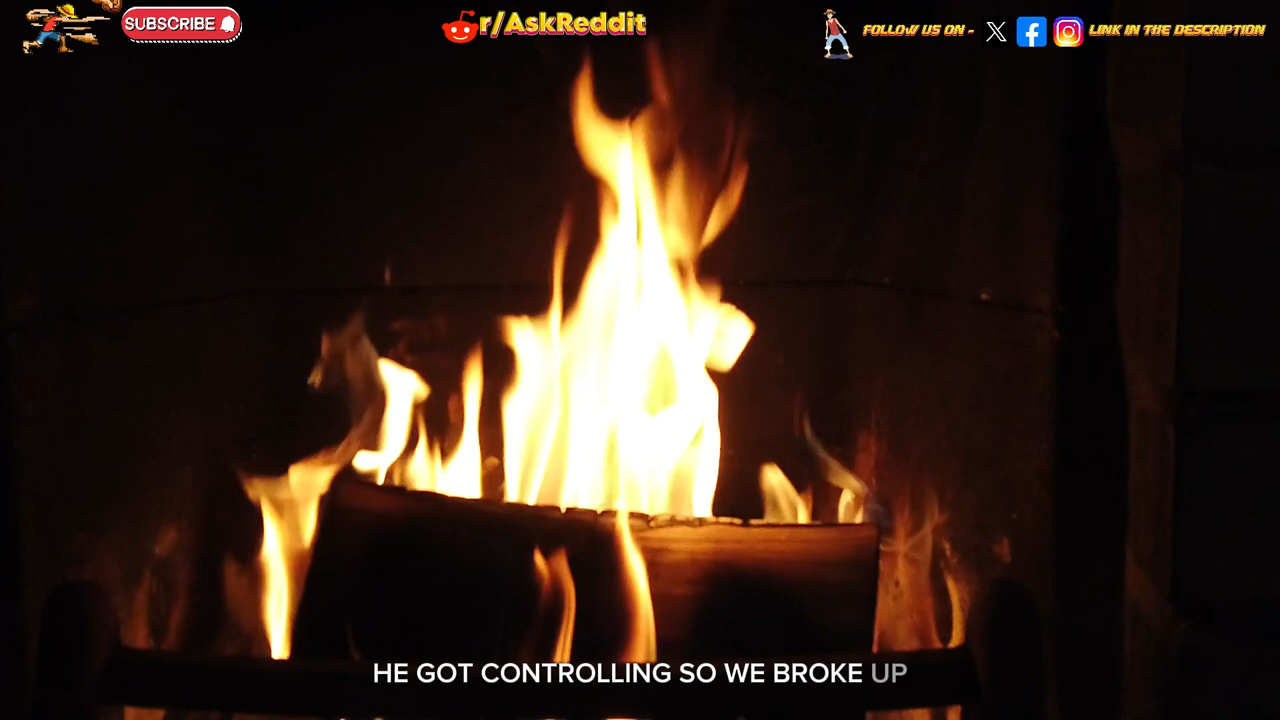 SUBSCRIBE
r/AskReddit
FOLLOW US ON -
LINK IN THE DESCRIPTION
HE GOT CONTROLLING SO WE BROKE UP